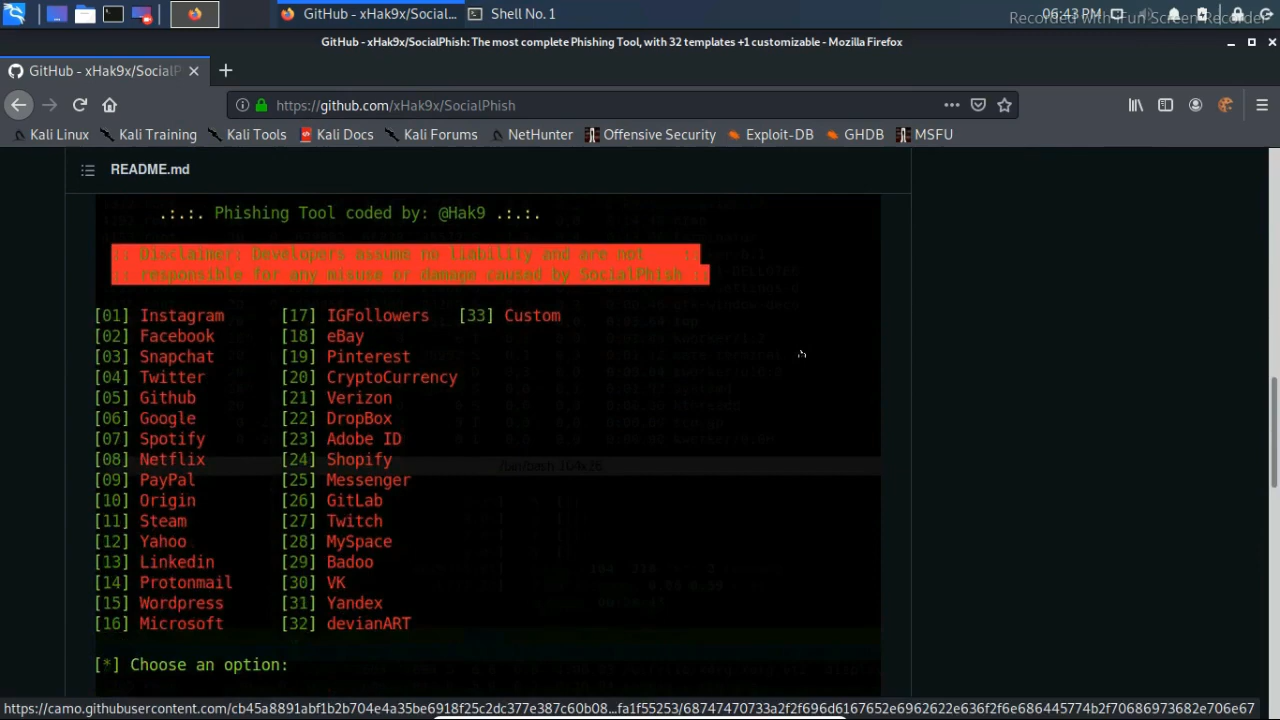 GitHub - xHak9x/Social...
Shell No. 1
06:43 PM
Recorded with iFun Screen Recorder
GitHub - xHak9x/SocialPhish: The most complete Phishing Tool, with 32 templates +1 customizable - Mozilla Firefox
GitHub - xHak9x/SocialP
https://github.com/xHak9x/SocialPhish
Kali Linux
Kali Training
Kali Tools
Kali Docs
Kali Forums
NetHunter
Offensive Security
Exploit-DB
GHDB
MSFU
README.md
.:.:. Phishing Tool coded by: @Hak9 .:.:.
:: Disclaimer: Developers assume no liability and are not ::
:: responsible for any misuse or damage caused by SocialPhish ::
[01] Instagram [17] IGFollowers [33] Custom
[02] Facebook [18] eBay
[03] Snapchat [19] Pinterest
[04] Twitter [20] CryptoCurrency
[05] Github [21] Verizon
[06] Google [22] DropBox
[07] Spotify [23] Adobe ID
[08] Netflix [24] Shopify
[09] PayPal [25] Messenger
[10] Origin [26] GitLab
[11] Steam [27] Twitch
[12] Yahoo [28] MySpace
[13] Linkedin [29] Badoo
[14] Protonmail [30] VK
[15] Wordpress [31] Yandex
[16] Microsoft [32] devianART
/bin/bash 104x26
[*] Choose an option:
https://camo.githubusercontent.com/cb45a8891abf1b2b704e4a35be6918f25c2dc377e387c60b08...fa1f55253/68747470733a2f2f696d6167652e6962622e636f2f6e686445774b2f70686973682e706e67